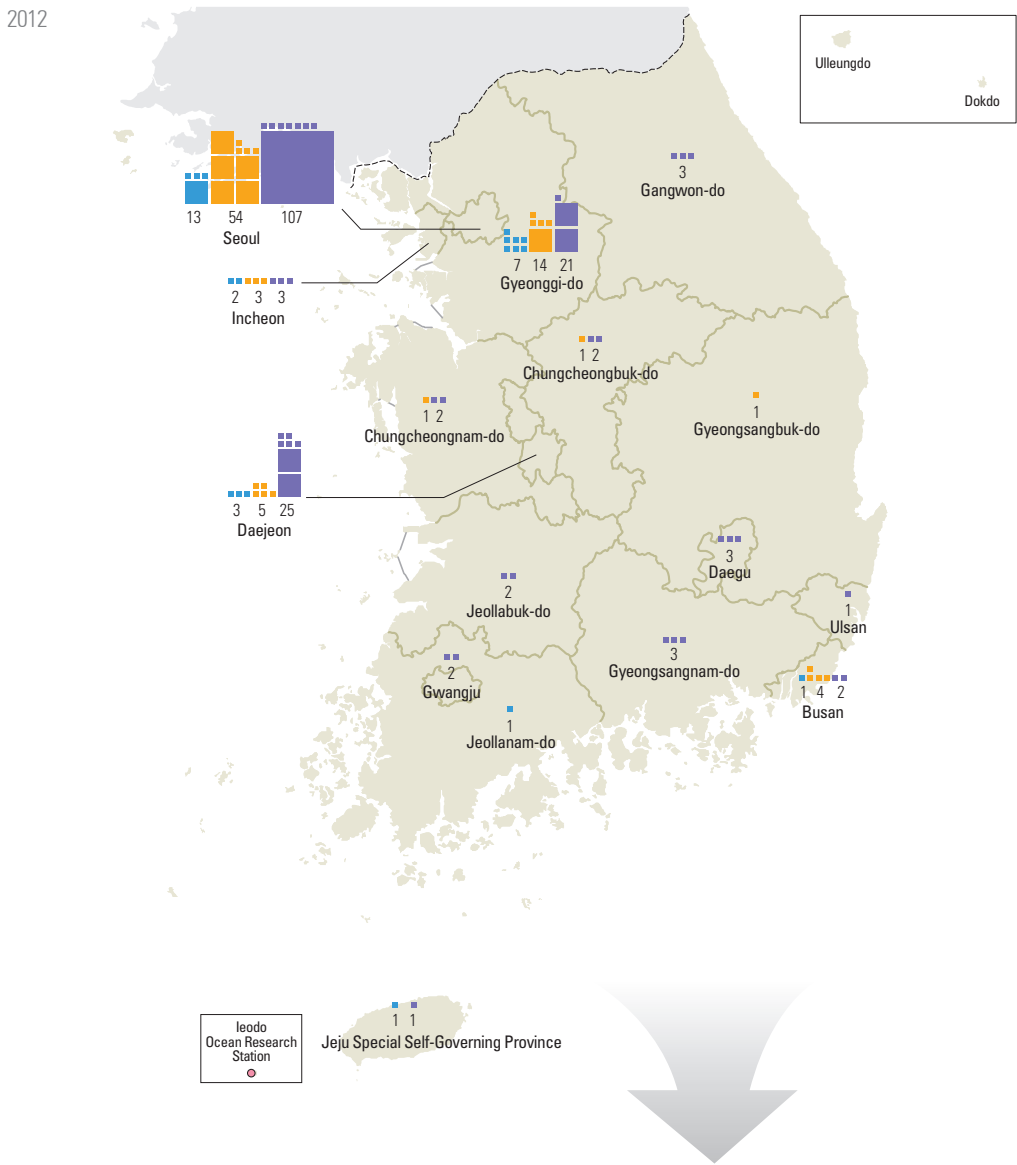 2012
Ulleungdo
Dokdo
3
Gangwon-do
13 54 107
Seoul
7 14 21
Gyeonggi-do
2 3 3
Incheon
1 2
Chungcheongbuk-do
1 2
Chungcheongnam-do
1
Gyeongsangbuk-do
3 5 25
Daejeon
3
Daegu
2
Jeollabuk-do
1
Ulsan
3
Gyeongsangnam-do
2
Gwangju
1 4 2
Busan
1
Jeollanam-do
1 1
Jeju Special Self-Governing Province
Ieodo
Ocean Research
Station